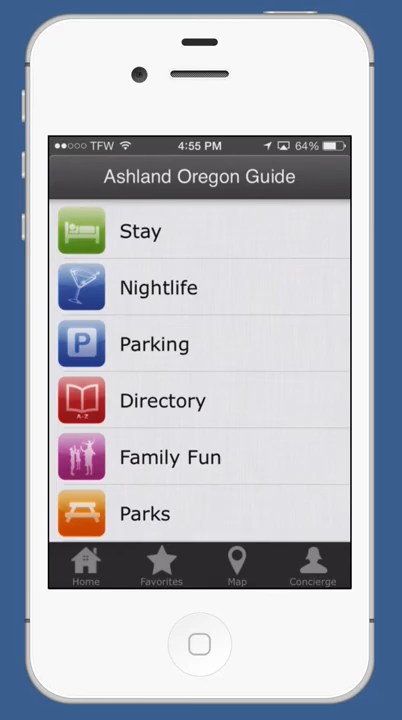 TFW 4:55 PM 64%
Ashland Oregon Guide
Stay
Nightlife
P
Parking
A-Z
Directory
Family Fun
Parks
Home Favorites Map Concierge